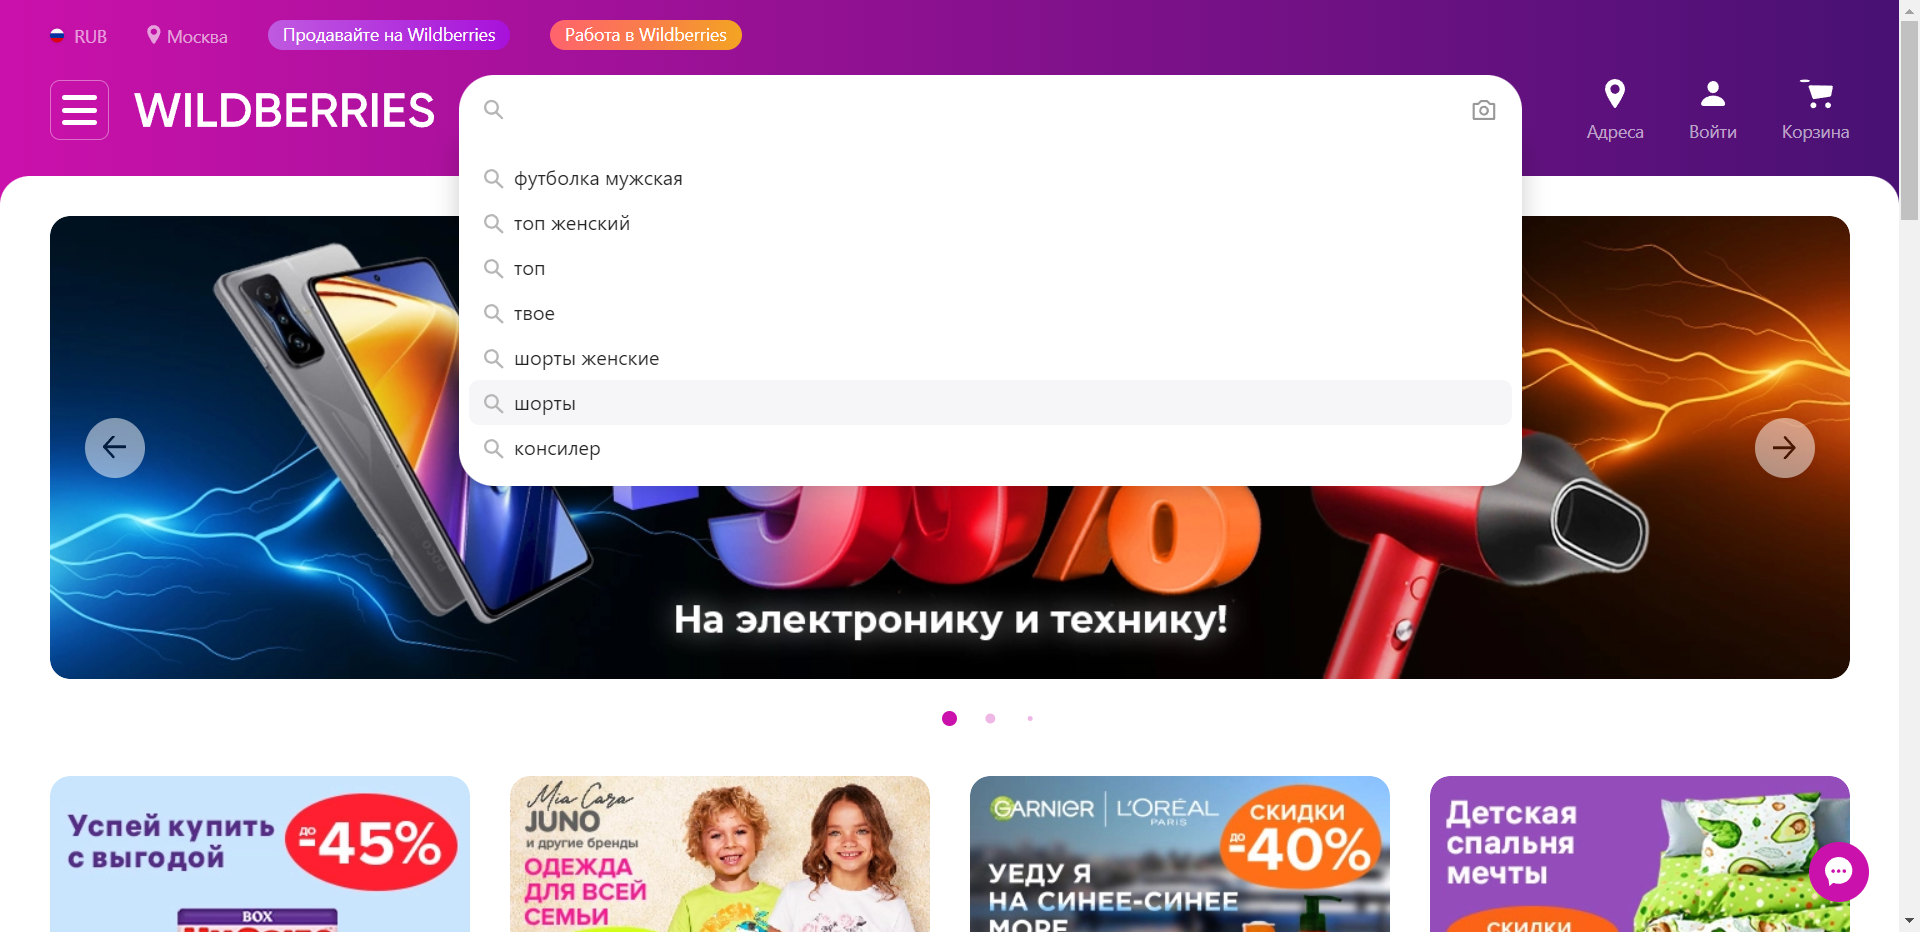 RUB
Москва
Продавайте на Wildberries
Работа в Wildberries
WILDBERRIES
Адреса
Войти
Корзина
футболка мужская
топ женский
топ
твое
шорты женские
шорты
консилер
POCO
На электронику и технику!
Успей купить
с выгодой
до
-45%
BOX
Mia Cara
JUNO
и другие бренды
ОДЕЖДА
ДЛЯ ВСЕЙ
СЕМЬИ
GARNIER
L'ORÉAL
PARIS
СКИДКИ
до
-40%
УЕДУ Я
НА СИНЕЕ-СИНЕЕ
МОРЕ
Детская
спальня
мечты
СКИДКИ